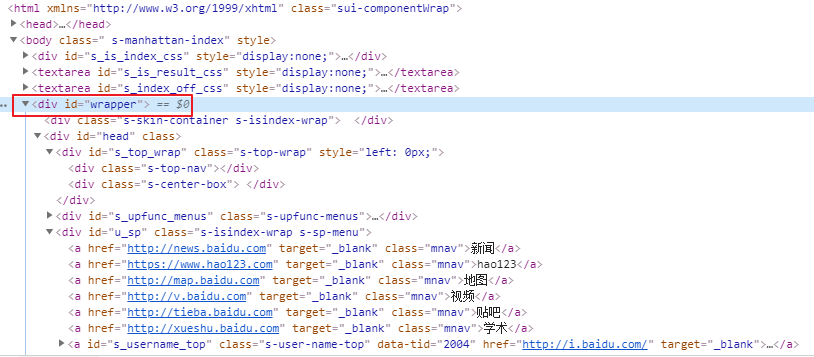 <html xmlns="http://www.w3.org/1999/xhtml" class="sui-componentWrap">
<head>…</head>
<body class=" s-manhattan-index" style>
<div id="s_is_index_css" style="display:none;">…</div>
<textarea id="s_is_result_css" style="display:none;">…</textarea>
<textarea id="s_index_off_css" style="display:none;">…</textarea>
<div id="wrapper"> == $0
<div class="s-skin-container s-isindex-wrap">  </div>
<div id="head" class>
<div id="s_top_wrap" class="s-top-wrap" style="left: 0px;">
<div class="s-top-nav"></div>
<div class="s-center-box"> </div>
</div>
<div id="s_upfunc_menus" class="s-upfunc-menus">…</div>
<div id="u_sp" class="s-isindex-wrap s-sp-menu">
<a href="http://news.baidu.com" target="_blank" class="mnav">新闻</a>
<a href="https://www.hao123.com" target="_blank" class="mnav">hao123</a>
<a href="http://map.baidu.com" target="_blank" class="mnav">地图</a>
<a href="http://v.baidu.com" target="_blank" class="mnav">视频</a>
<a href="http://tieba.baidu.com" target="_blank" class="mnav">贴吧</a>
<a href="http://xueshu.baidu.com" target="_blank" class="mnav">学术</a>
<a id="s_username_top" class="s-user-name-top" data-tid="2004" href="http://i.baidu.com/" target="_blank">…</a>